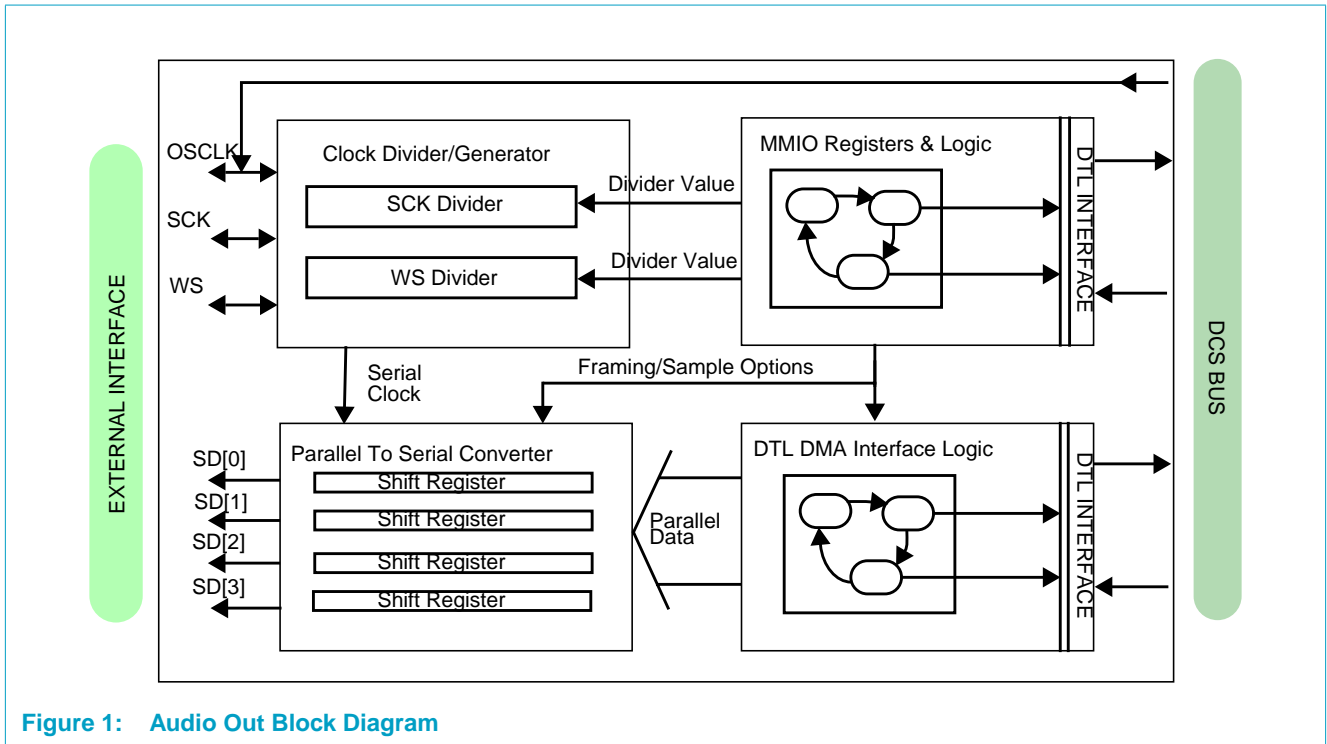 OSCLK
SCK
WS
Clock Divider/Generator
SCK Divider
WS Divider
Divider Value
Divider Value
MMIO Registers & Logic
DTL INTERFACE
EXTERNAL INTERFACE
DCS BUS
Serial
Clock
Framing/Sample Options
SD[0]
SD[1]
SD[2]
SD[3]
Parallel To Serial Converter
Shift Register
Shift Register
Shift Register
Shift Register
Parallel
Data
DTL DMA Interface Logic
DTL INTERFACE
Figure 1: Audio Out Block Diagram